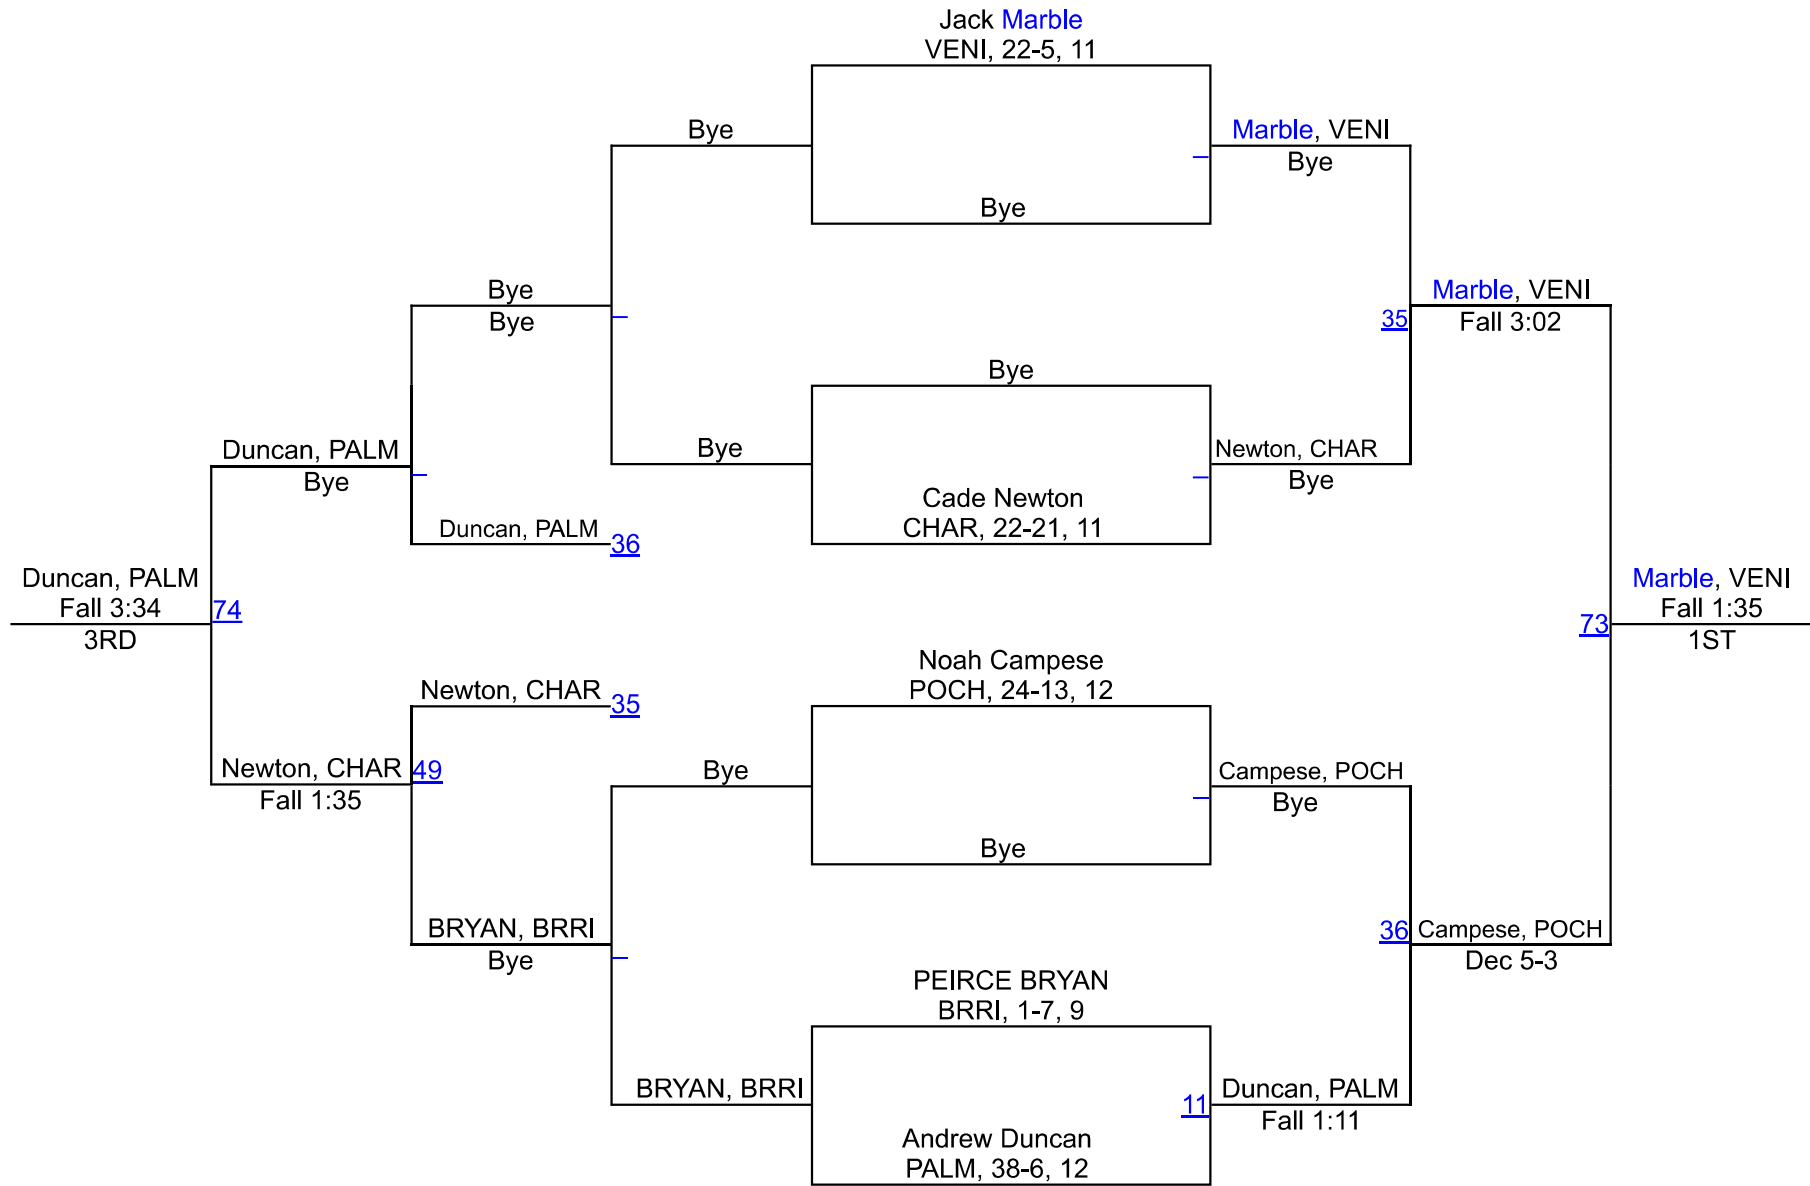 Jack Marble
VENI, 22-5, 11
Bye
Marble, VENI
Bye
Bye
Bye
Bye
Marble, VENI
35
Fall 3:02
Bye
Duncan, PALM
Bye
Bye
Newton, CHAR
Bye
Cade Newton
CHAR, 22-21, 11
Duncan, PALM
36
Duncan, PALM
Fall 3:34
74
3RD
Marble, VENI
Fall 1:35
73
1ST
Noah Campese
POCH, 24-13, 12
Newton, CHAR
35
Newton, CHAR
49
Fall 1:35
Bye
Campese, POCH
Bye
Bye
BRYAN, BRRI
Bye
36
Campese, POCH
Dec 5-3
PEIRCE BRYAN
BRRI, 1-7, 9
BRYAN, BRRI
11
Duncan, PALM
Fall 1:11
Andrew Duncan
PALM, 38-6, 12